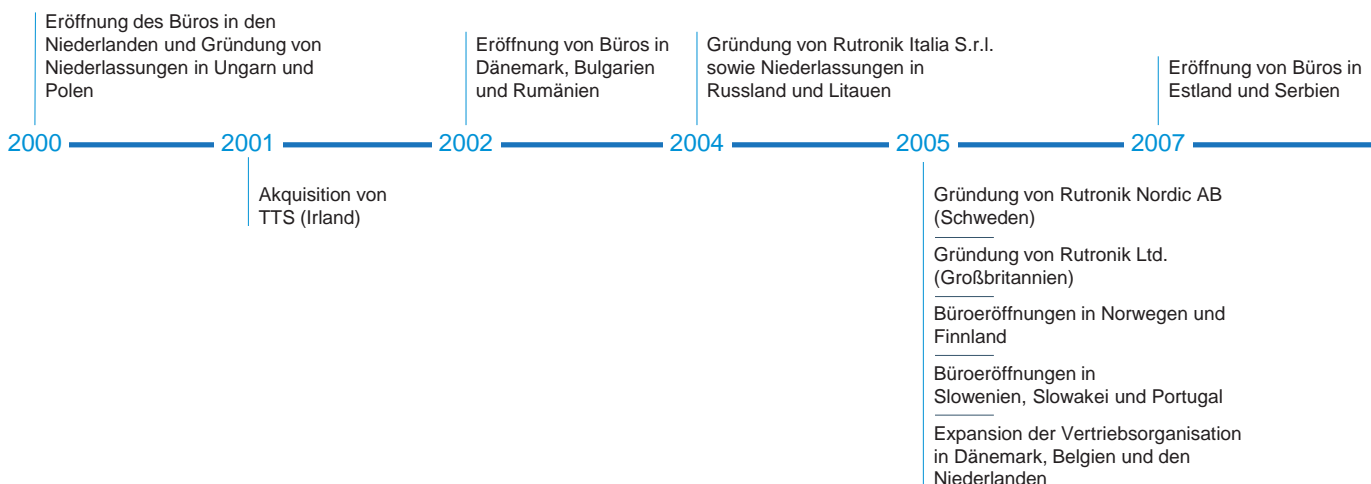 Eröffnung des Büros in den
Niederlanden und Gründung von
Niederlassungen in Ungarn und
Polen
Eröffnung von Büros in
Dänemark, Bulgarien
und Rumänien
Gründung von Rutronik Italia S.r.l.
sowie Niederlassungen in
Russland und Litauen
Eröffnung von Büros in
Estland und Serbien
2000 2001 2002 2004 2005 2007
Akquisition von
TTS (Irland)
Gründung von Rutronik Nordic AB
(Schweden)
Gründung von Rutronik Ltd.
(Großbritannien)
Büroeröffnungen in Norwegen und
Finnland
Büroeröffnungen in
Slowenien, Slowakei und Portugal
Expansion der Vertriebsorganisation
in Dänemark, Belgien und den
Niederlanden